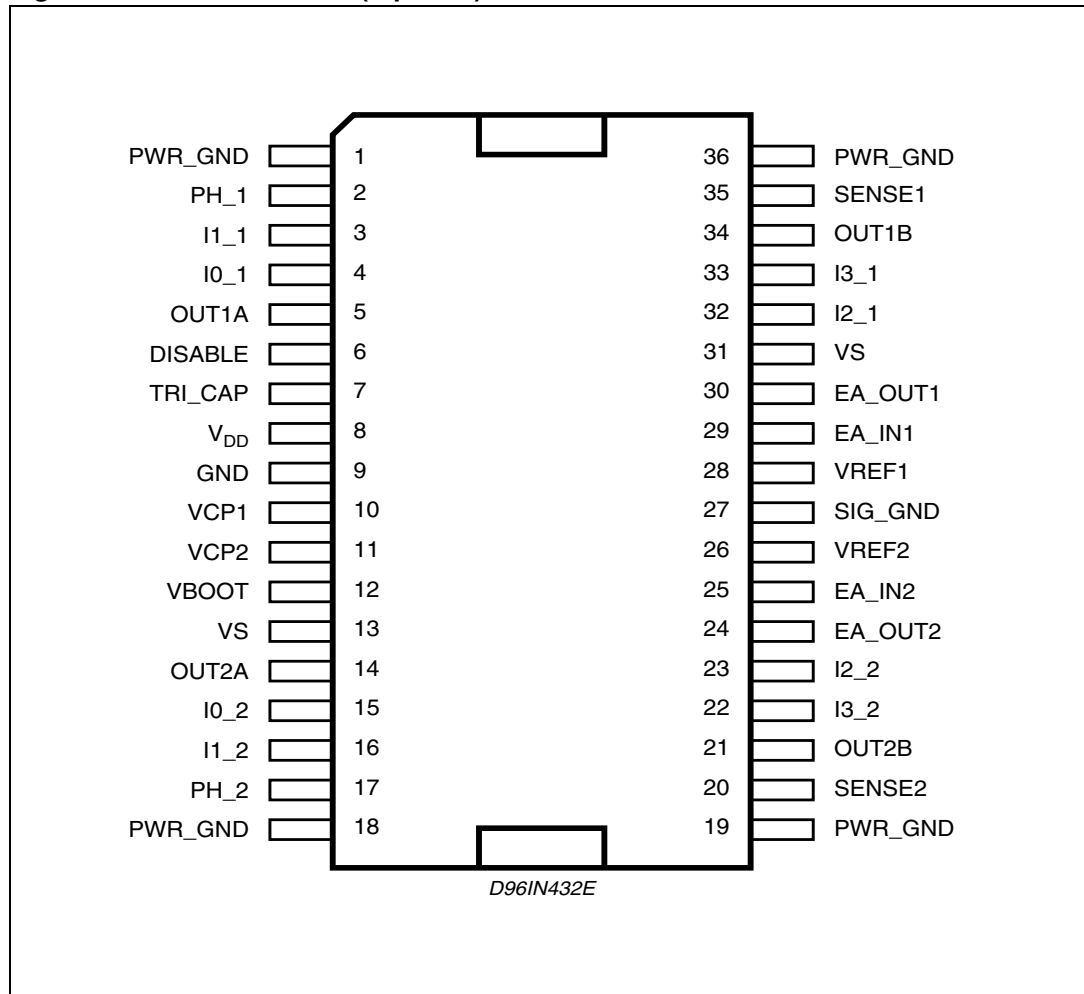 PWR_GND 1 36 PWR_GND
PH_1 2 35 SENSE1
I1_1 3 34 OUT1B
I0_1 4 33 I3_1
OUT1A 5 32 I2_1
DISABLE 6 31 VS
TRI_CAP 7 30 EA_OUT1
VDD 8 29 EA_IN1
GND 9 28 VREF1
VCP1 10 27 SIG_GND
VCP2 11 26 VREF2
VBOOT 12 25 EA_IN2
VS 13 24 EA_OUT2
OUT2A 14 23 I2_2
I0_2 15 22 I3_2
I1_2 16 21 OUT2B
PH_2 17 20 SENSE2
PWR_GND 18 19 PWR_GND
D96IN432E